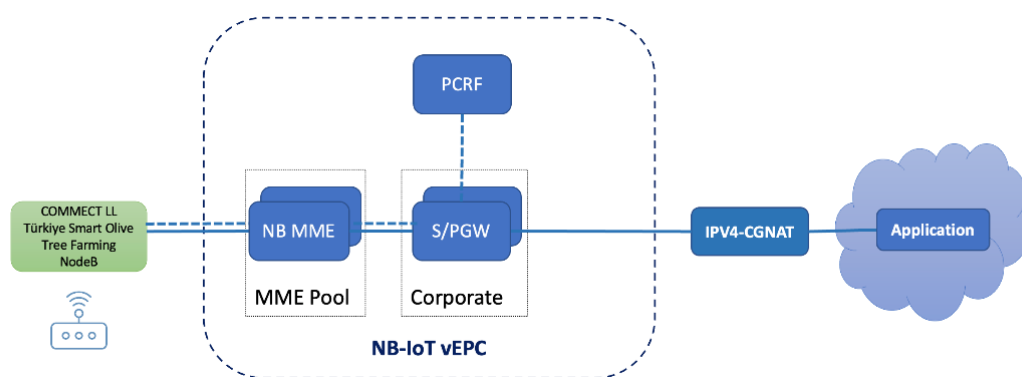 PCRF
COMMECT LL
Türkiye Smart Olive
Tree Farming
NodeB
NB MME
S/PGW
IPV4-CGNAT
Application
MME Pool
Corporate
NB-IoT vEPC